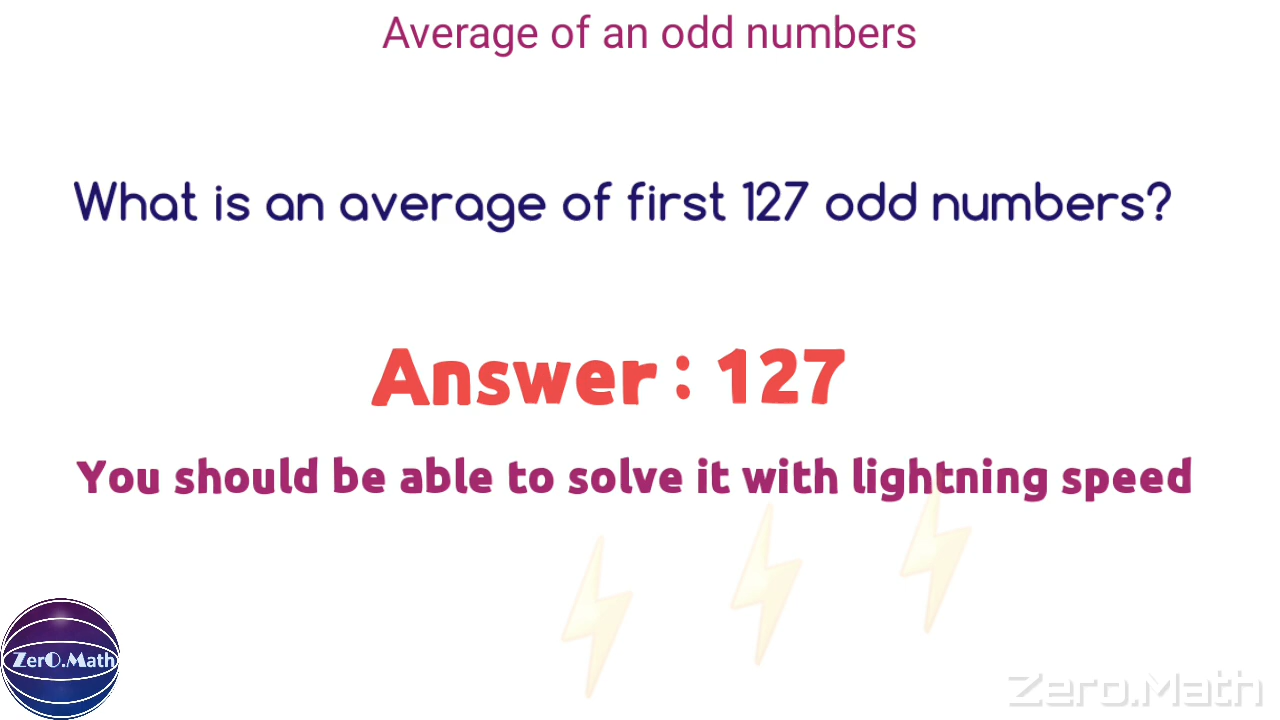 Average of an odd numbers
What is an average of first 127 odd numbers?
Answer : 127
You should be able to solve it with lightning speed
ZerO.Math
Zero.Math